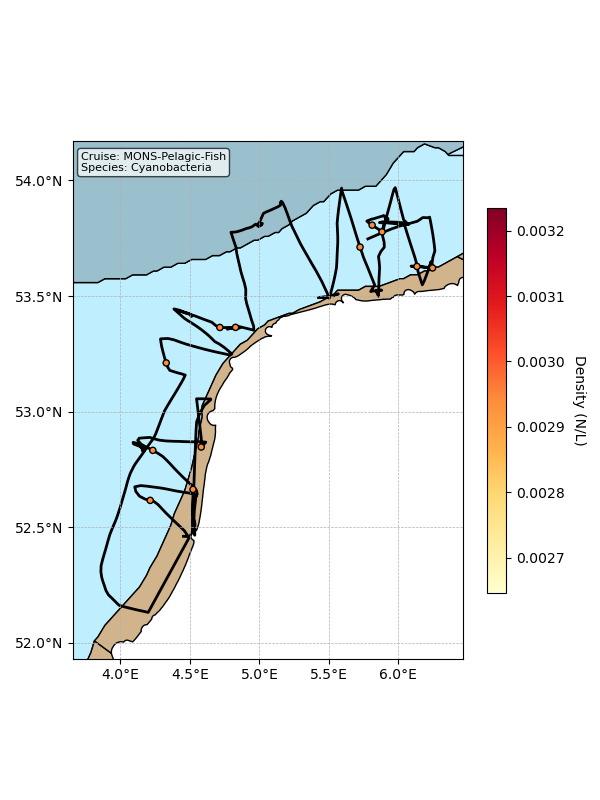 Cruise: MONS-Pelagic-Fish
Species: Cyanobacteria
54.0°N
53.5°N
53.0°N
52.5°N
52.0°N
4.0°E 4.5°E 5.0°E 5.5°E 6.0°E
0.0032
0.0031
0.0030
0.0029
0.0028
0.0027
Density (N/L)